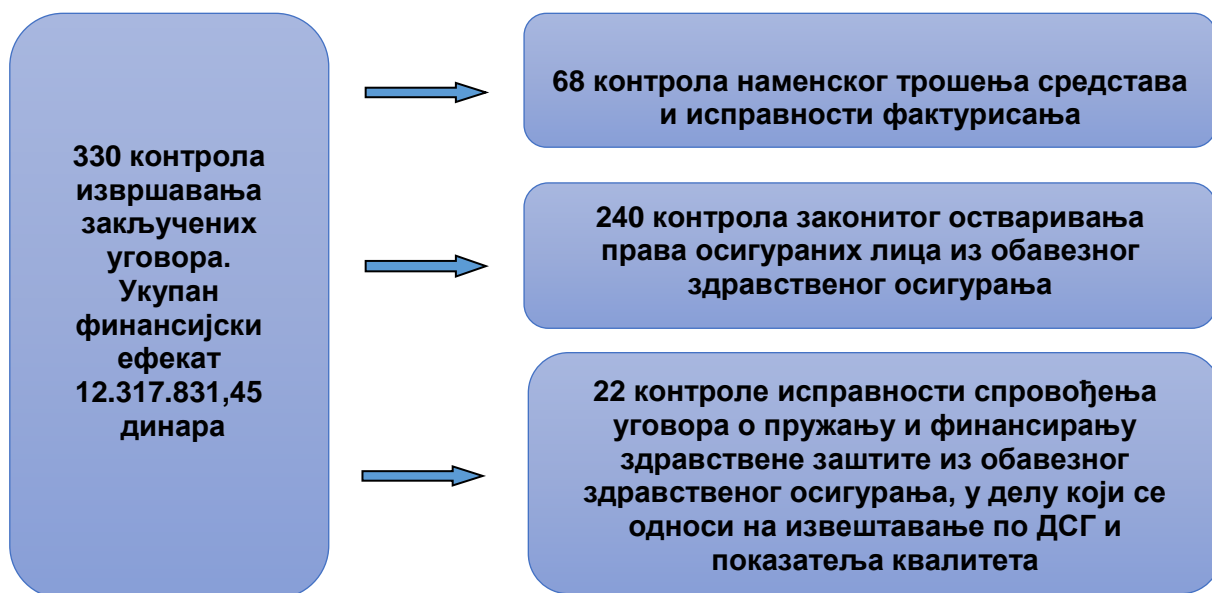 330 контрола
извршавања
закључених
уговора.
Укупан
финансијски
ефекат
12.317.831,45
динара
68 контрола наменског трошења средстава
и исправности фактурисања
240 контрола законитог остваривања
права осигураних лица из обавезног
здравственог осигурања
22 контроле исправности спровођења
уговора о пружању и финансирању
здравствене заштите из обавезног
здравственог осигурања, у делу који се
односи на извештавање по ДСГ и
показатеља квалитета